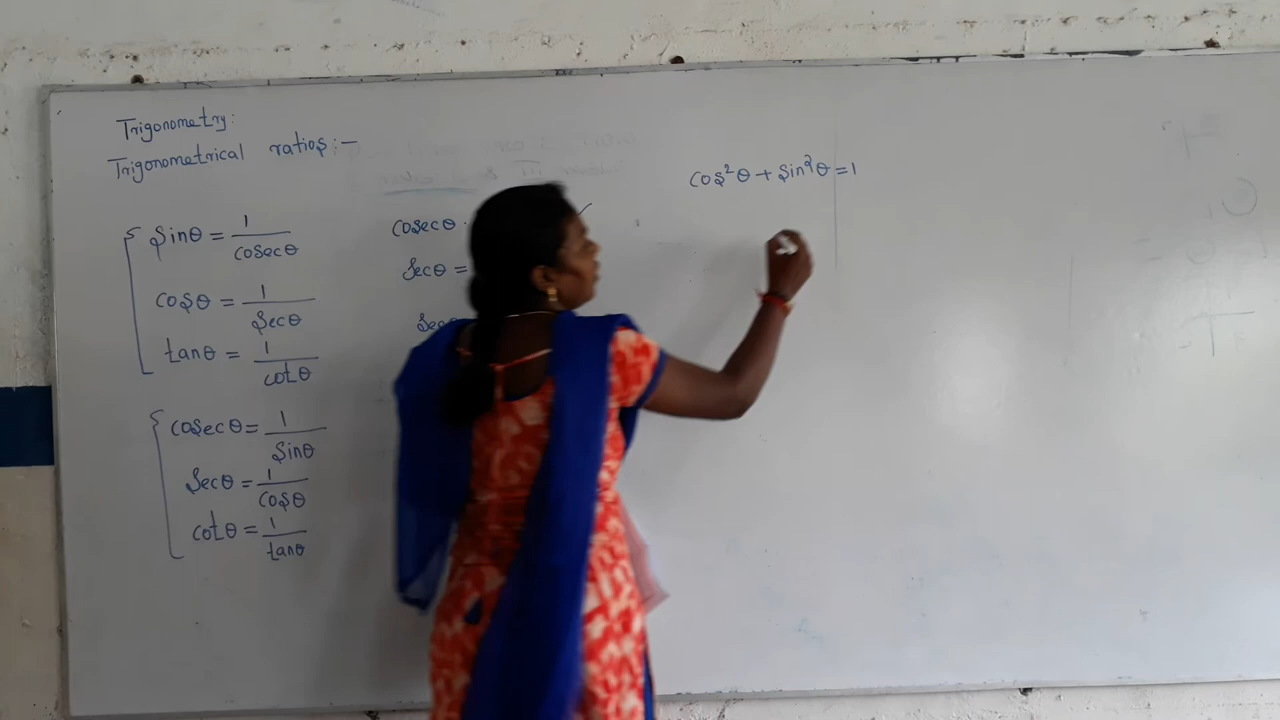 Trigonometry:
Trigonometrical ratios:-
sinθ = 1/cosecθ
cosθ = 1/secθ
tanθ = 1/cotθ
cosecθ = 1/sinθ
secθ = 1/cosθ
cotθ = 1/tanθ
cosecθ
secθ =
cos²θ + sin²θ = 1